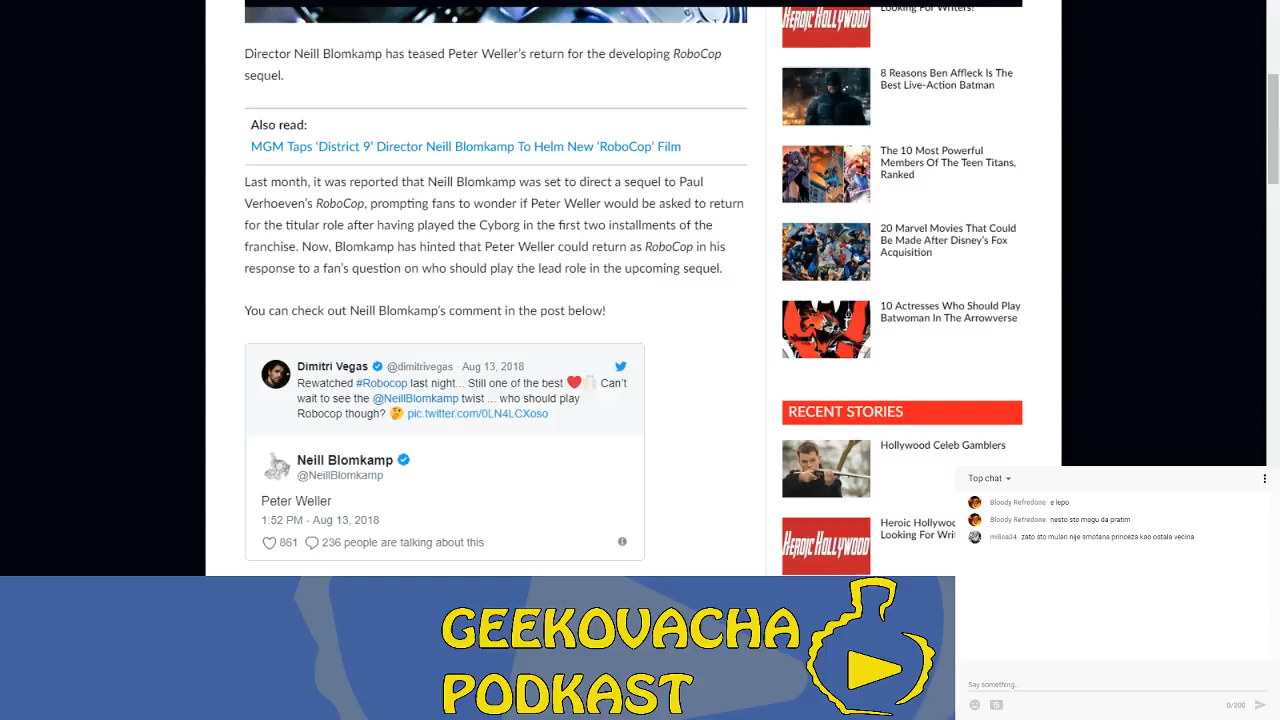 Director Neill Blomkamp has teased Peter Weller's return for the developing RoboCop
sequel.
Also read:
MGM Taps 'District 9' Director Neill Blomkamp To Helm New 'RoboCop' Film
Last month, it was reported that Neill Blomkamp was set to direct a sequel to Paul
Verhoeven's RoboCop, prompting fans to wonder if Peter Weller would be asked to return
for the titular role after having played the Cyborg in the first two installments of the
franchise. Now, Blomkamp has hinted that Peter Weller could return as RoboCop in his
response to a fan's question on who should play the lead role in the upcoming sequel.
You can check out Neill Blomkamp's comment in the post below!
Dimitri Vegas @dimitrivegas · Aug 13, 2018
Rewatched #Robocop last night... Still one of the best ❤️🙌🏻 Can't
wait to see the @NeillBlomkamp twist ... who should play
Robocop though? 🤔 pic.twitter.com/0LN4LCXoso
Neill Blomkamp
@NeillBlomkamp
Peter Weller
1:52 PM - Aug 13, 2018
861 236 people are talking about this
HEROIC HOLLYWOOD
Looking For Writers!
8 Reasons Ben Affleck Is The
Best Live-Action Batman
The 10 Most Powerful
Members Of The Teen Titans,
Ranked
20 Marvel Movies That Could
Be Made After Disney's Fox
Acquisition
10 Actresses Who Should Play
Batwoman In The Arrowverse
RECENT STORIES
Hollywood Celeb Gamblers
Heroic Hollywoo
Looking For Wri
HEROIC HOLLYWOOD
Top chat
Bloody Refredone e lepo
Bloody Refredone nesto sto mogu da pratim
milica34 zato sto mulan nije smotana princeza kao ostala vecina
Say something...
0/200
GEEKOVACHA
PODKAST